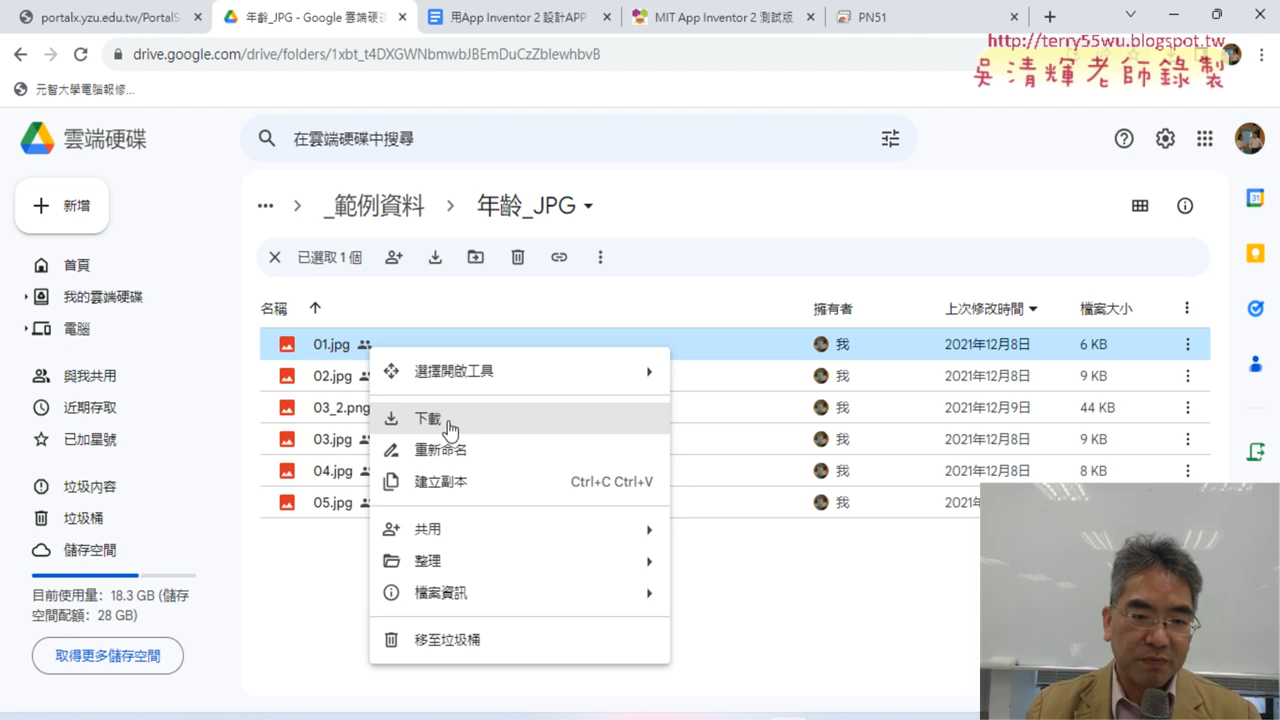 portalx.yzu.edu.tw/PortalS
年齡_JPG - Google 雲端硬碟
用App Inventor 2 設計APP
MIT App Inventor 2 測試版
PN51
drive.google.com/drive/folders/1xbt_t4DXGWNbmwbJBEmDuCzZblewhbvB
http://terry55wu.blogspot.tw
吳清輝老師錄製
元智大學電腦報修...
雲端硬碟
在雲端硬碟中搜尋
新增
_範例資料
年齡_JPG
31
已選取 1 個
首頁
我的雲端硬碟
電腦
與我共用
近期存取
已加星號
垃圾內容
垃圾桶
儲存空間
目前使用量：18.3 GB (儲存
空間配額：28 GB)
取得更多儲存空間
名稱
擁有者
上次修改時間
檔案大小
01.jpg
我
2021年12月8日
6 KB
02.jpg
我
2021年12月8日
9 KB
03_2.png
我
2021年12月9日
44 KB
03.jpg
我
2021年12月8日
9 KB
04.jpg
我
2021年12月8日
8 KB
05.jpg
我
選擇開啟工具
下載
重新命名
建立副本
Ctrl+C Ctrl+V
共用
整理
檔案資訊
移至垃圾桶